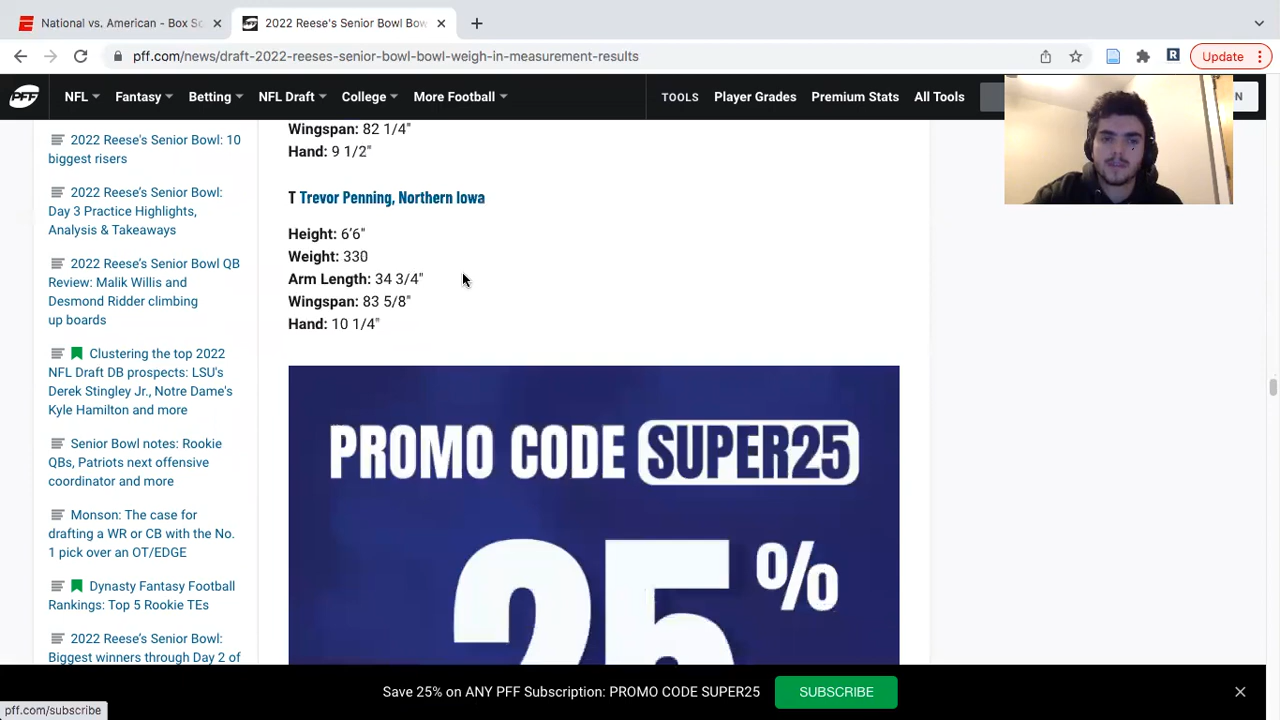 National vs. American - Box Sc
2022 Reese's Senior Bowl Bow
pff.com/news/draft-2022-reeses-senior-bowl-bowl-weigh-in-measurement-results
R
Update
PFF
NFL
Fantasy
Betting
NFL Draft
College
More Football
TOOLS
Player Grades
Premium Stats
All Tools
N
2022 Reese's Senior Bowl: 10
biggest risers
2022 Reese's Senior Bowl:
Day 3 Practice Highlights,
Analysis & Takeaways
2022 Reese's Senior Bowl QB
Review: Malik Willis and
Desmond Ridder climbing
up boards
Clustering the top 2022
NFL Draft DB prospects: LSU's
Derek Stingley Jr., Notre Dame's
Kyle Hamilton and more
Senior Bowl notes: Rookie
QBs, Patriots next offensive
coordinator and more
Monson: The case for
drafting a WR or CB with the No.
1 pick over an OT/EDGE
Dynasty Fantasy Football
Rankings: Top 5 Rookie TEs
2022 Reese's Senior Bowl:
Biggest winners through Day 2 of
Wingspan: 82 1/4"
Hand: 9 1/2"
T Trevor Penning, Northern Iowa
Height: 6'6"
Weight: 330
Arm Length: 34 3/4"
Wingspan: 83 5/8"
Hand: 10 1/4"
PROMO CODE SUPER25
25%
Save 25% on ANY PFF Subscription: PROMO CODE SUPER25
SUBSCRIBE
pff.com/subscribe